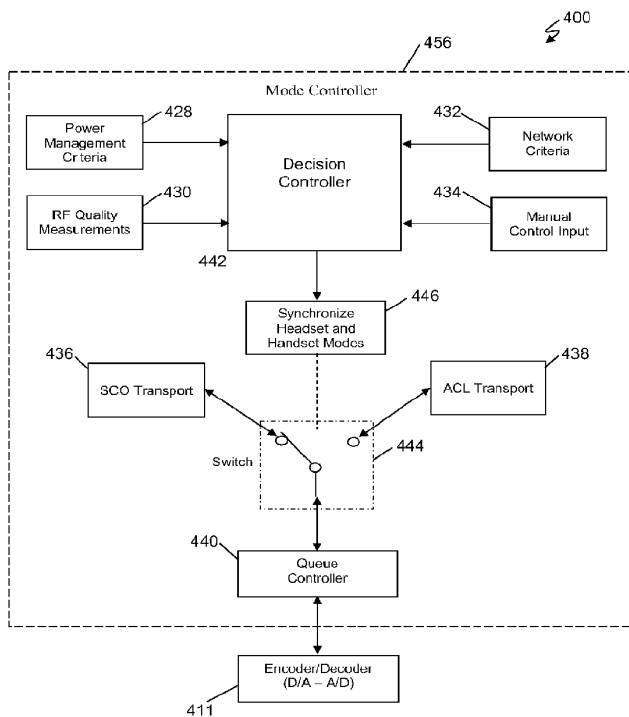 400
456
Mode Controller
428
Power
Management
Criteria
Decision
Controller
432
Network
Criteria
430
RF Quality
Measurements
434
Manual
Control Input
442
446
Synchronize
Headset and
Handset Modes
436
SCO Transport
438
ACL Transport
444
Switch
440
Queue
Controller
Encoder/Decoder
(D/A – A/D)
411